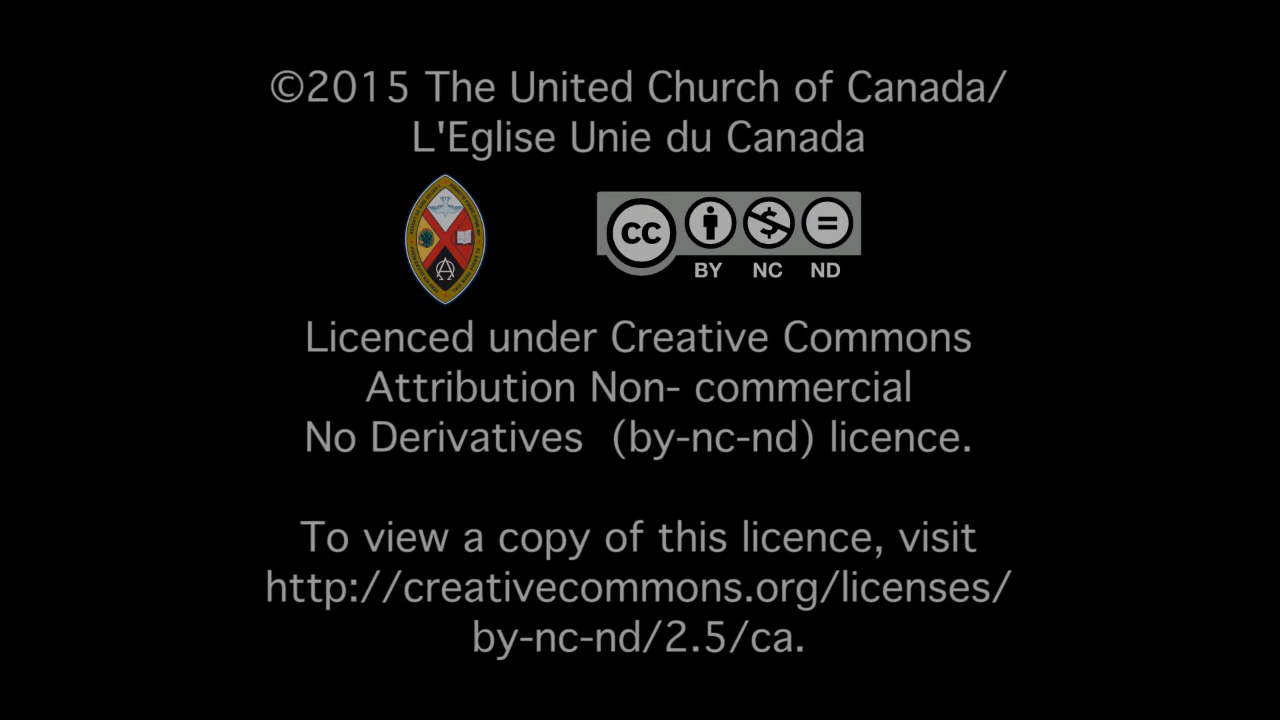 ©2015 The United Church of Canada/
L'Eglise Unie du Canada
CC
BY NC ND
Licenced under Creative Commons
Attribution Non- commercial
No Derivatives (by-nc-nd) licence.
To view a copy of this licence, visit
http://creativecommons.org/licenses/
by-nc-nd/2.5/ca.